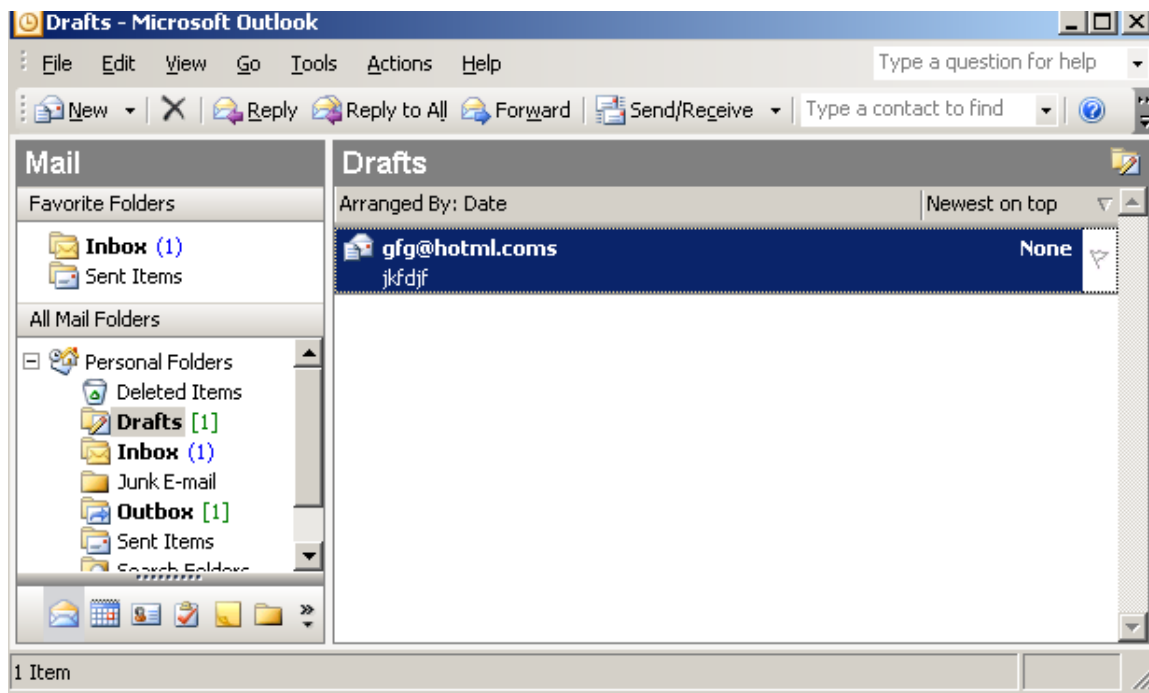 Drafts - Microsoft Outlook
File Edit View Go Tools Actions Help Type a question for help
New Reply Reply to All Forward Send/Receive Type a contact to find
Mail
Favorite Folders
Inbox (1)
Sent Items
All Mail Folders
Personal Folders
Deleted Items
Drafts [1]
Inbox (1)
Junk E-mail
Outbox [1]
Sent Items
Search Folders
Drafts
Arranged By: Date Newest on top
gfg@hotml.coms None
jkfdjf
1 Item